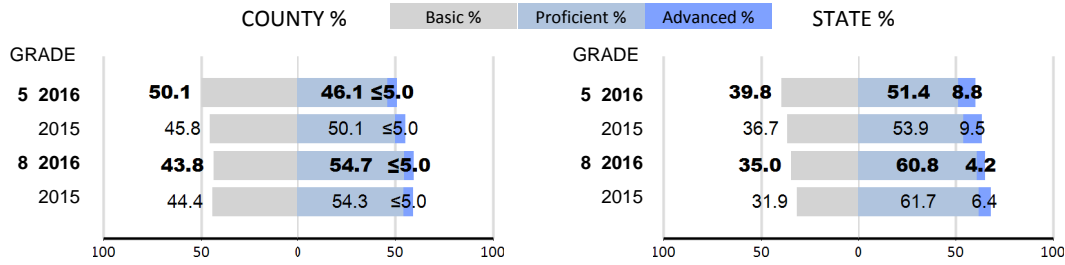 COUNTY % Basic % Proficient % Advanced % STATE %
GRADE GRADE
5 2016 50.1 46.1 ≤5.0 5 2016 39.8 51.4 8.8
2015 45.8 50.1 ≤5.0 2015 36.7 53.9 9.5
8 2016 43.8 54.7 ≤5.0 8 2016 35.0 60.8 4.2
2015 44.4 54.3 ≤5.0 2015 31.9 61.7 6.4
100 50 0 50 100 100 50 0 50 100